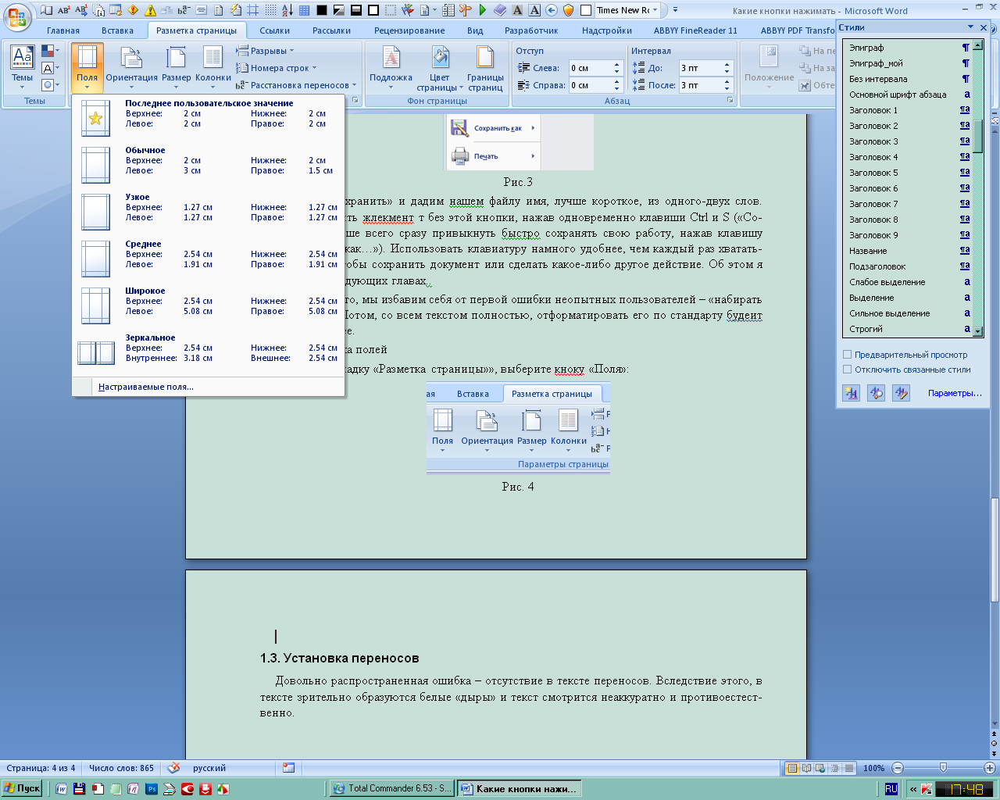 Times New Ro
Какие кнопки нажимать - Microsoft Word
Главная Вставка Разметка страницы Ссылки Рассылки Рецензирование Вид Разработчик Надстройки ABBYY FineReader 11 ABBYY PDF Transfo
Темы
Темы
Поля
Ориентация
Размер
Колонки
Разрывы
Номера строк
Расстановка переносов
Подложка
Цвет страницы
Границы страниц
Фон страницы
Отступ
Слева: 0 см
Справа: 0 см
Интервал
До: 3 пт
После: 3 пт
Абзац
Положение
На пе
На за
Обте
Последнее пользовательское значение
Верхнее: 2 см Нижнее: 2 см
Левое: 2 см Правое: 2 см
Обычное
Верхнее: 2 см Нижнее: 2 см
Левое: 3 см Правое: 1.5 см
Узкое
Верхнее: 1.27 см Нижнее: 1.27 см
Левое: 1.27 см Правое: 1.27 см
Среднее
Верхнее: 2.54 см Нижнее: 2.54 см
Левое: 1.91 см Правое: 1.91 см
Широкое
Верхнее: 2.54 см Нижнее: 2.54 см
Левое: 5.08 см Правое: 5.08 см
Зеркальное
Верхнее: 2.54 см Нижнее: 2.54 см
Внутреннее: 3.18 см Внешнее: 2.54 см
Настраиваемые поля...
Сохранить как
Печать
Рис.3
хранить» и дадим нашем файлу имя, лучше короткое, из одного-двух слов.
ть жлекмент т без этой кнопки, нажав одновременно клавиши Ctrl и S («Со-
ше всего сразу привыкнуть быстро сохранять свою работу, нажав клавишу
как…»). Использовать клавиатуру намного удобнее, чем каждый раз хватать-
обы сохранить документ или сделать какое-либо другое действие. Об этом я
дующих главах..
то, мы избавим себя от первой ошибки неопытных пользователей – «набирать
Потом, со всем текстом полностью, отформатировать его по стандарту будеит
ее.
ка полей
адку «Разметка страницы»», выберите кноку «Поля»:
ая Вставка Разметка страницы
Поля Ориентация Размер Колонки
Параметры страницы
Рис. 4
1.3. Установка переносов
Довольно распространенная ошибка – отсутствие в тексте переносов. Вследствие этого, в
тексте зрительно образуются белые «дыры» и текст смотрится неаккуратно и противоестест-
венно.
Стили
Эпиграф
Эпиграф_мой
Без интервала
Основной шрифт абзаца
Заголовок 1
Заголовок 2
Заголовок 3
Заголовок 4
Заголовок 5
Заголовок 6
Заголовок 7
Заголовок 8
Заголовок 9
Название
Подзаголовок
Слабое выделение
Выделение
Сильное выделение
Строгий
Предварительный просмотр
Отключить связанные стили
Параметры...
Страница: 4 из 4 Число слов: 865 русский 100%
Пуск
Total Commander 6.53 - S...
Какие кнопки нажи...
RU
17:48